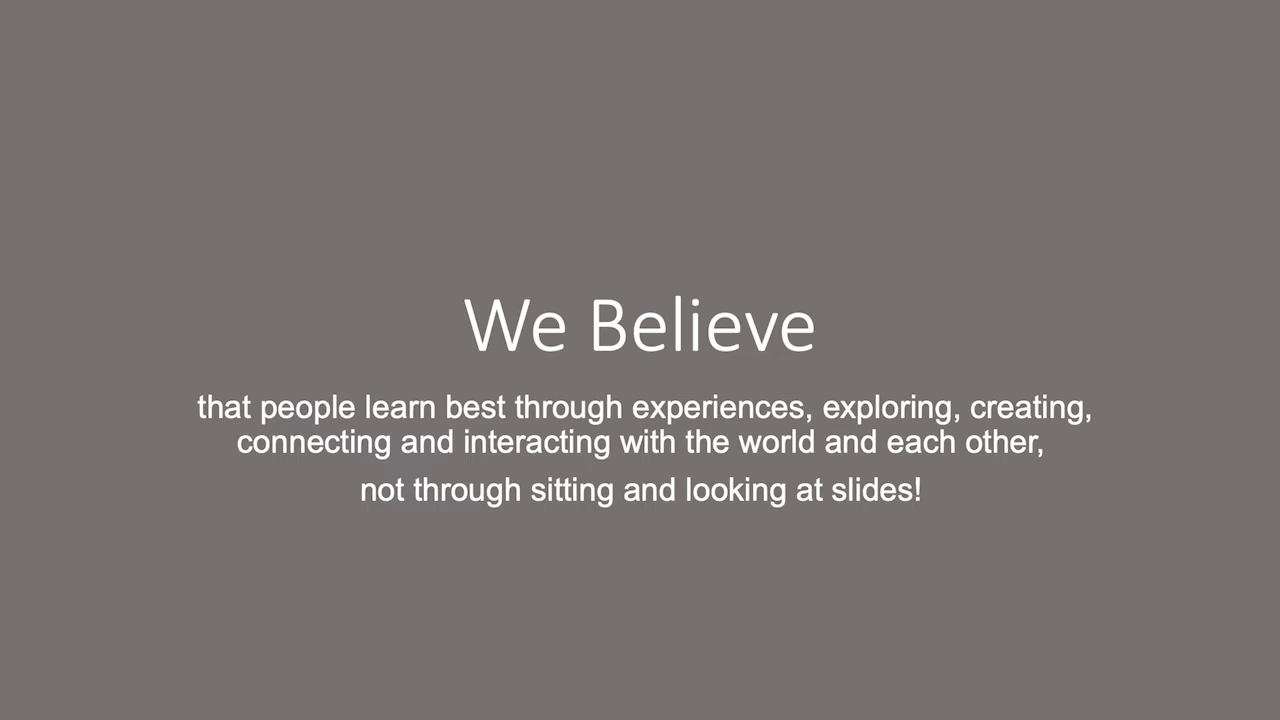 We Believe
that people learn best through experiences, exploring, creating,
connecting and interacting with the world and each other,
not through sitting and looking at slides!